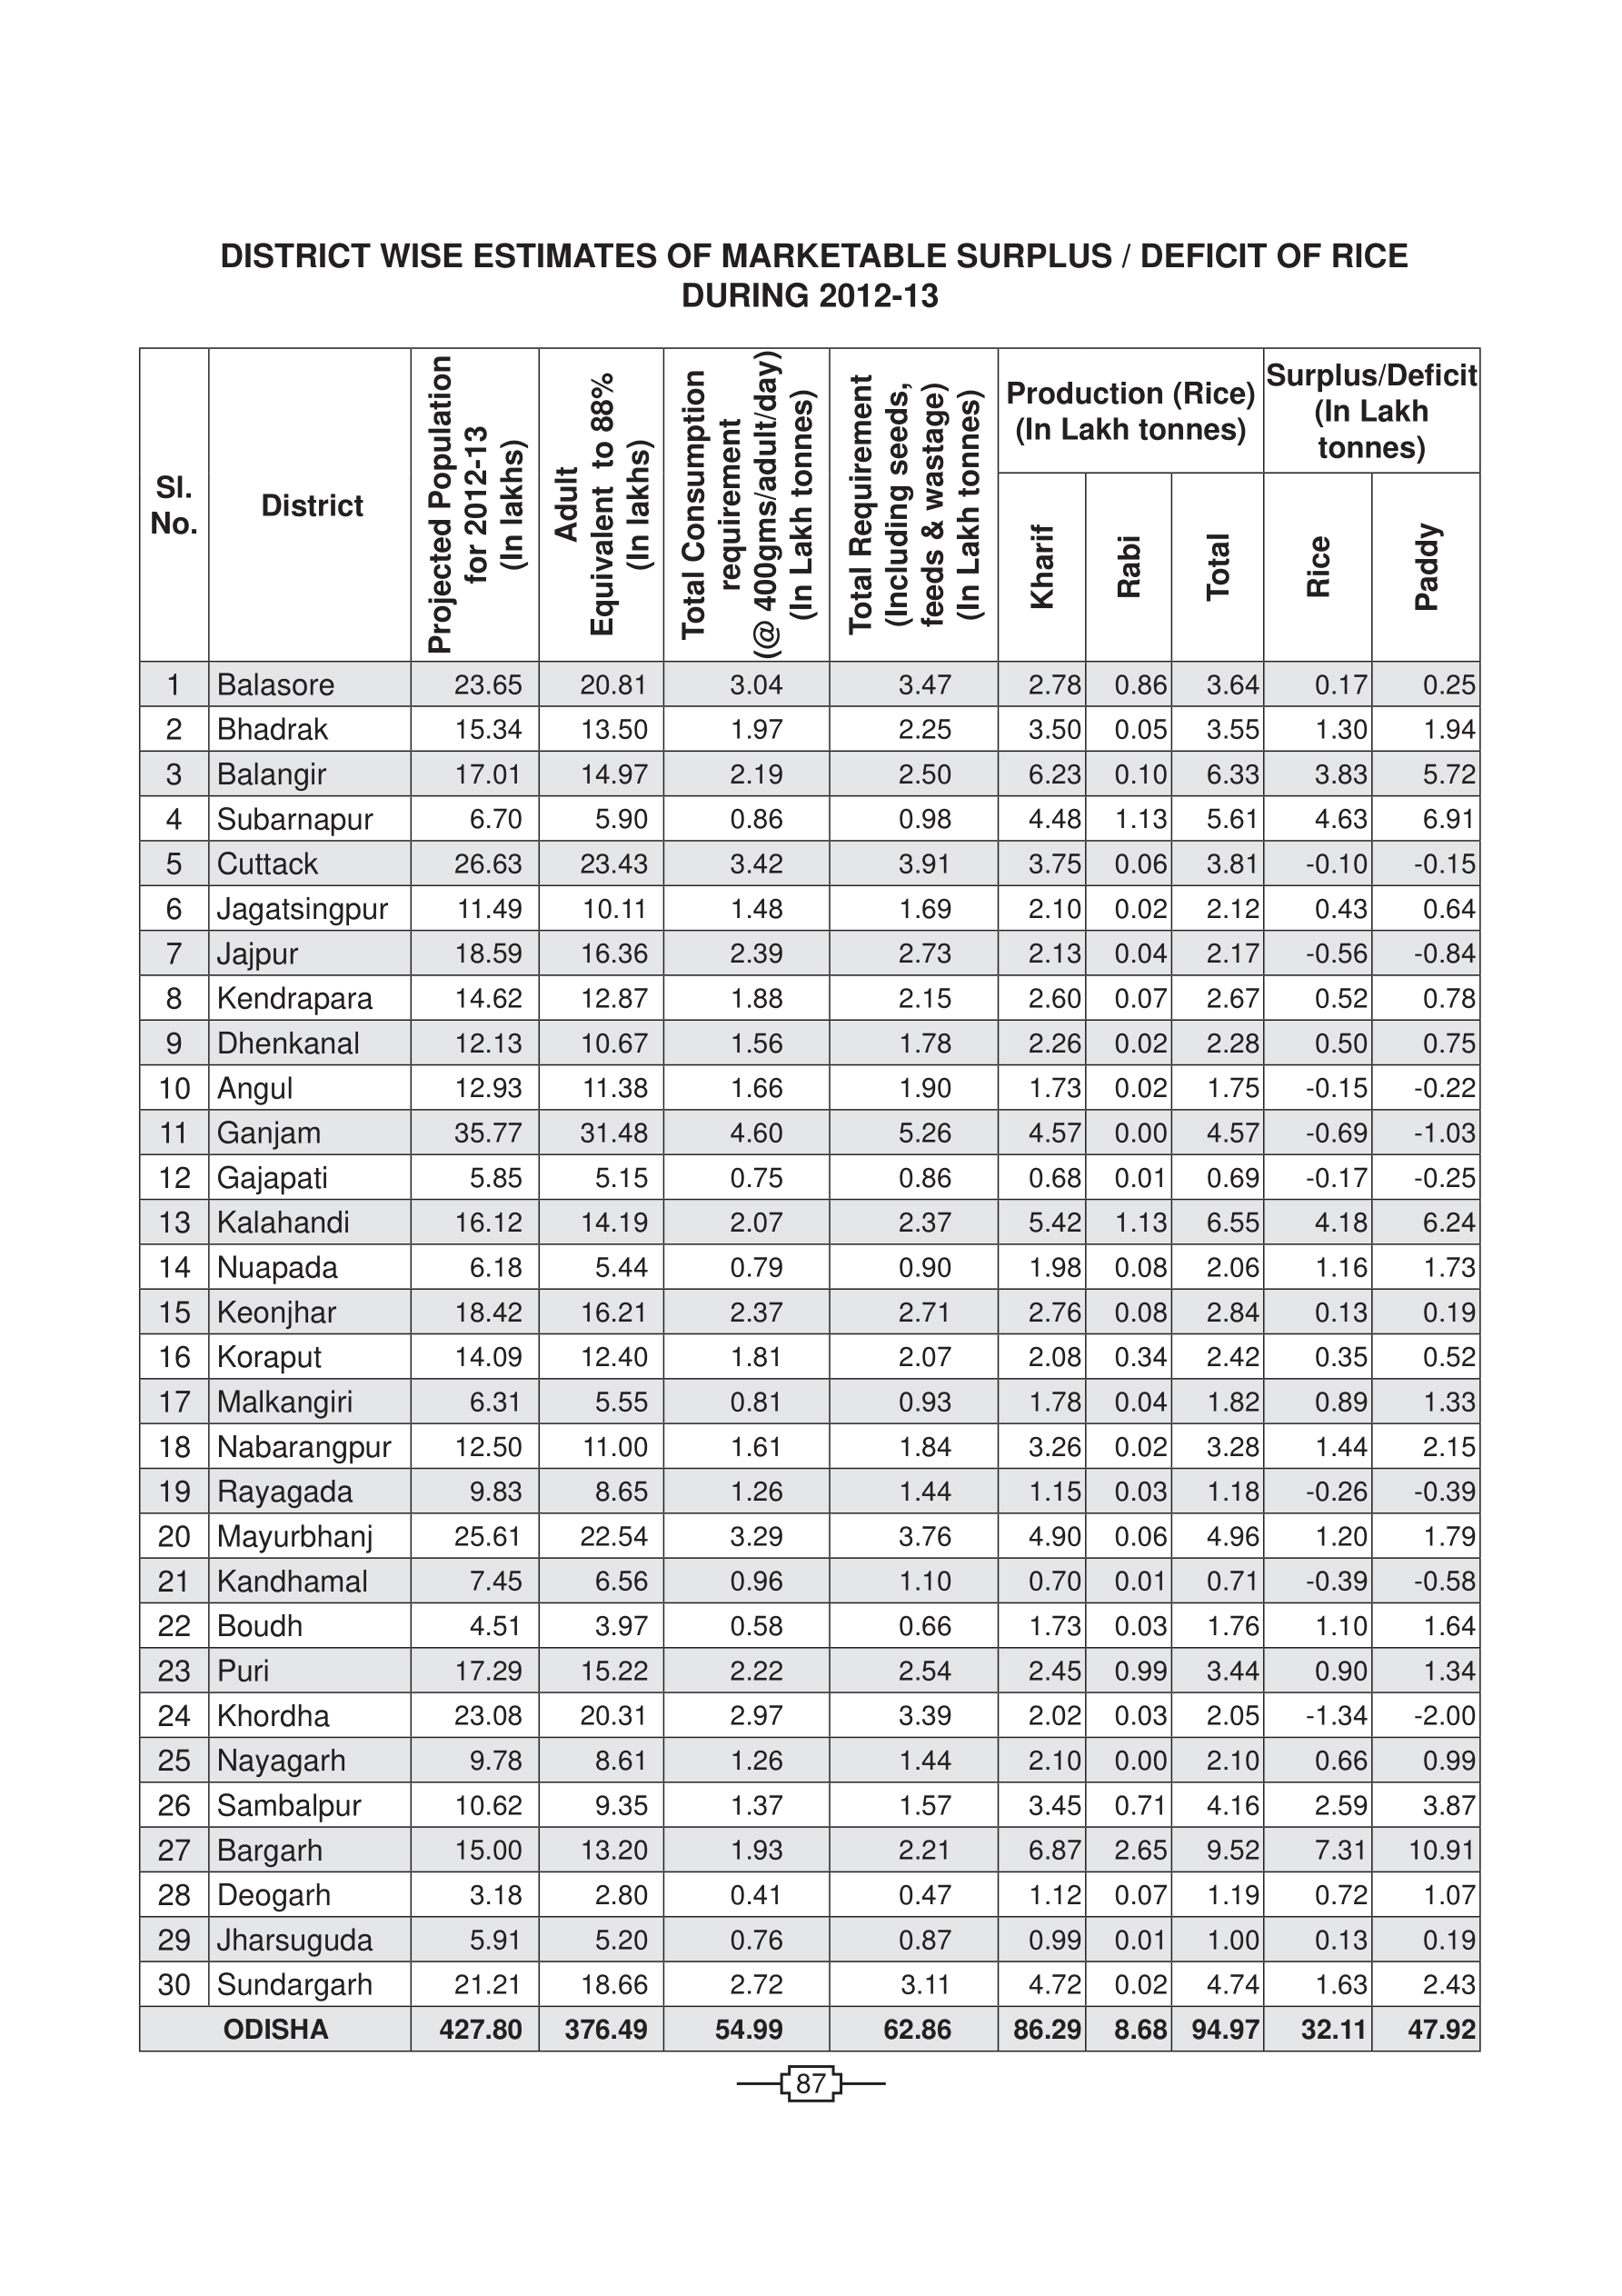 DISTRICT WISE ESTIMATES OF MARKETABLE SURPLUS / DEFICIT OF RICE
DURING 2012-13
Sl. No. District Projected Population for 2012-13 (In lakhs) Adult Equivalent to 88% (In lakhs) Total Consumption requirement (@ 400gms/adult/day) (In Lakh tonnes) Total Requirement (Including seeds, feeds & wastage) (In Lakh tonnes) Production (Rice) (In Lakh tonnes) Surplus/Deficit (In Lakh tonnes)
Kharif Rabi Total Rice Paddy
1 Balasore 23.65 20.81 3.04 3.47 2.78 0.86 3.64 0.17 0.25
2 Bhadrak 15.34 13.50 1.97 2.25 3.50 0.05 3.55 1.30 1.94
3 Balangir 17.01 14.97 2.19 2.50 6.23 0.10 6.33 3.83 5.72
4 Subarnapur 6.70 5.90 0.86 0.98 4.48 1.13 5.61 4.63 6.91
5 Cuttack 26.63 23.43 3.42 3.91 3.75 0.06 3.81 -0.10 -0.15
6 Jagatsingpur 11.49 10.11 1.48 1.69 2.10 0.02 2.12 0.43 0.64
7 Jajpur 18.59 16.36 2.39 2.73 2.13 0.04 2.17 -0.56 -0.84
8 Kendrapara 14.62 12.87 1.88 2.15 2.60 0.07 2.67 0.52 0.78
9 Dhenkanal 12.13 10.67 1.56 1.78 2.26 0.02 2.28 0.50 0.75
10 Angul 12.93 11.38 1.66 1.90 1.73 0.02 1.75 -0.15 -0.22
11 Ganjam 35.77 31.48 4.60 5.26 4.57 0.00 4.57 -0.69 -1.03
12 Gajapati 5.85 5.15 0.75 0.86 0.68 0.01 0.69 -0.17 -0.25
13 Kalahandi 16.12 14.19 2.07 2.37 5.42 1.13 6.55 4.18 6.24
14 Nuapada 6.18 5.44 0.79 0.90 1.98 0.08 2.06 1.16 1.73
15 Keonjhar 18.42 16.21 2.37 2.71 2.76 0.08 2.84 0.13 0.19
16 Koraput 14.09 12.40 1.81 2.07 2.08 0.34 2.42 0.35 0.52
17 Malkangiri 6.31 5.55 0.81 0.93 1.78 0.04 1.82 0.89 1.33
18 Nabarangpur 12.50 11.00 1.61 1.84 3.26 0.02 3.28 1.44 2.15
19 Rayagada 9.83 8.65 1.26 1.44 1.15 0.03 1.18 -0.26 -0.39
20 Mayurbhanj 25.61 22.54 3.29 3.76 4.90 0.06 4.96 1.20 1.79
21 Kandhamal 7.45 6.56 0.96 1.10 0.70 0.01 0.71 -0.39 -0.58
22 Boudh 4.51 3.97 0.58 0.66 1.73 0.03 1.76 1.10 1.64
23 Puri 17.29 15.22 2.22 2.54 2.45 0.99 3.44 0.90 1.34
24 Khordha 23.08 20.31 2.97 3.39 2.02 0.03 2.05 -1.34 -2.00
25 Nayagarh 9.78 8.61 1.26 1.44 2.10 0.00 2.10 0.66 0.99
26 Sambalpur 10.62 9.35 1.37 1.57 3.45 0.71 4.16 2.59 3.87
27 Bargarh 15.00 13.20 1.93 2.21 6.87 2.65 9.52 7.31 10.91
28 Deogarh 3.18 2.80 0.41 0.47 1.12 0.07 1.19 0.72 1.07
29 Jharsuguda 5.91 5.20 0.76 0.87 0.99 0.01 1.00 0.13 0.19
30 Sundargarh 21.21 18.66 2.72 3.11 4.72 0.02 4.74 1.63 2.43
ODISHA 427.80 376.49 54.99 62.86 86.29 8.68 94.97 32.11 47.92
87